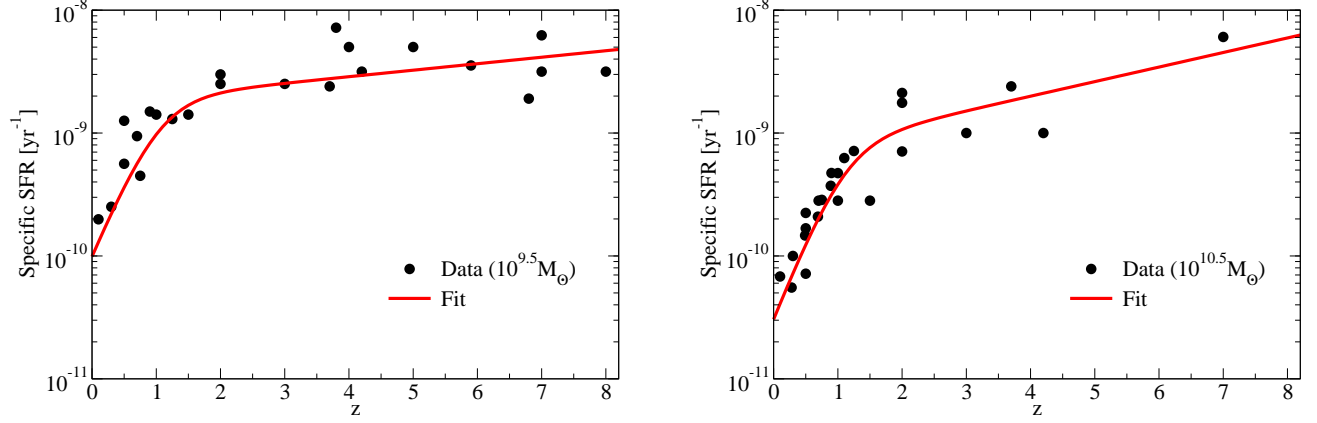 10^-8
10^-9
10^-10
10^-11
Specific SFR [yr^-1]
0 1 2 3 4 5 6 7 8
z
Data (10^9.5 M_ʘ)
Fit
10^-8
10^-9
10^-10
10^-11
Specific SFR [yr^-1]
0 1 2 3 4 5 6 7 8
z
Data (10^10.5 M_ʘ)
Fit